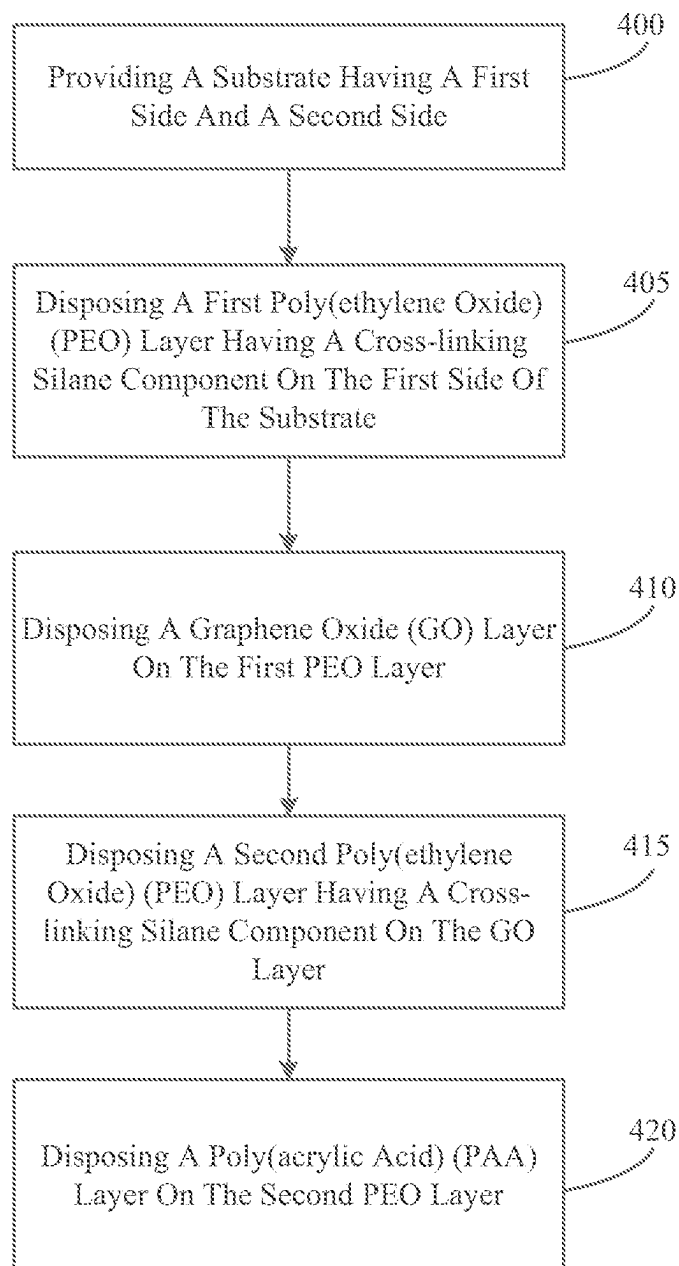 400
Providing A Substrate Having A First
Side And A Second Side
405
Disposing A First Poly(ethylene Oxide)
(PEO) Layer Having A Cross-linking
Silane Component On The First Side Of
The Substrate
410
Disposing A Graphene Oxide (GO) Layer
On The First PEO Layer
415
Disposing A Second Poly(ethylene
Oxide) (PEO) Layer Having A Cross-
linking Silane Component On The GO
Layer
420
Disposing A Poly(acrylic Acid) (PAA)
Layer On The Second PEO Layer